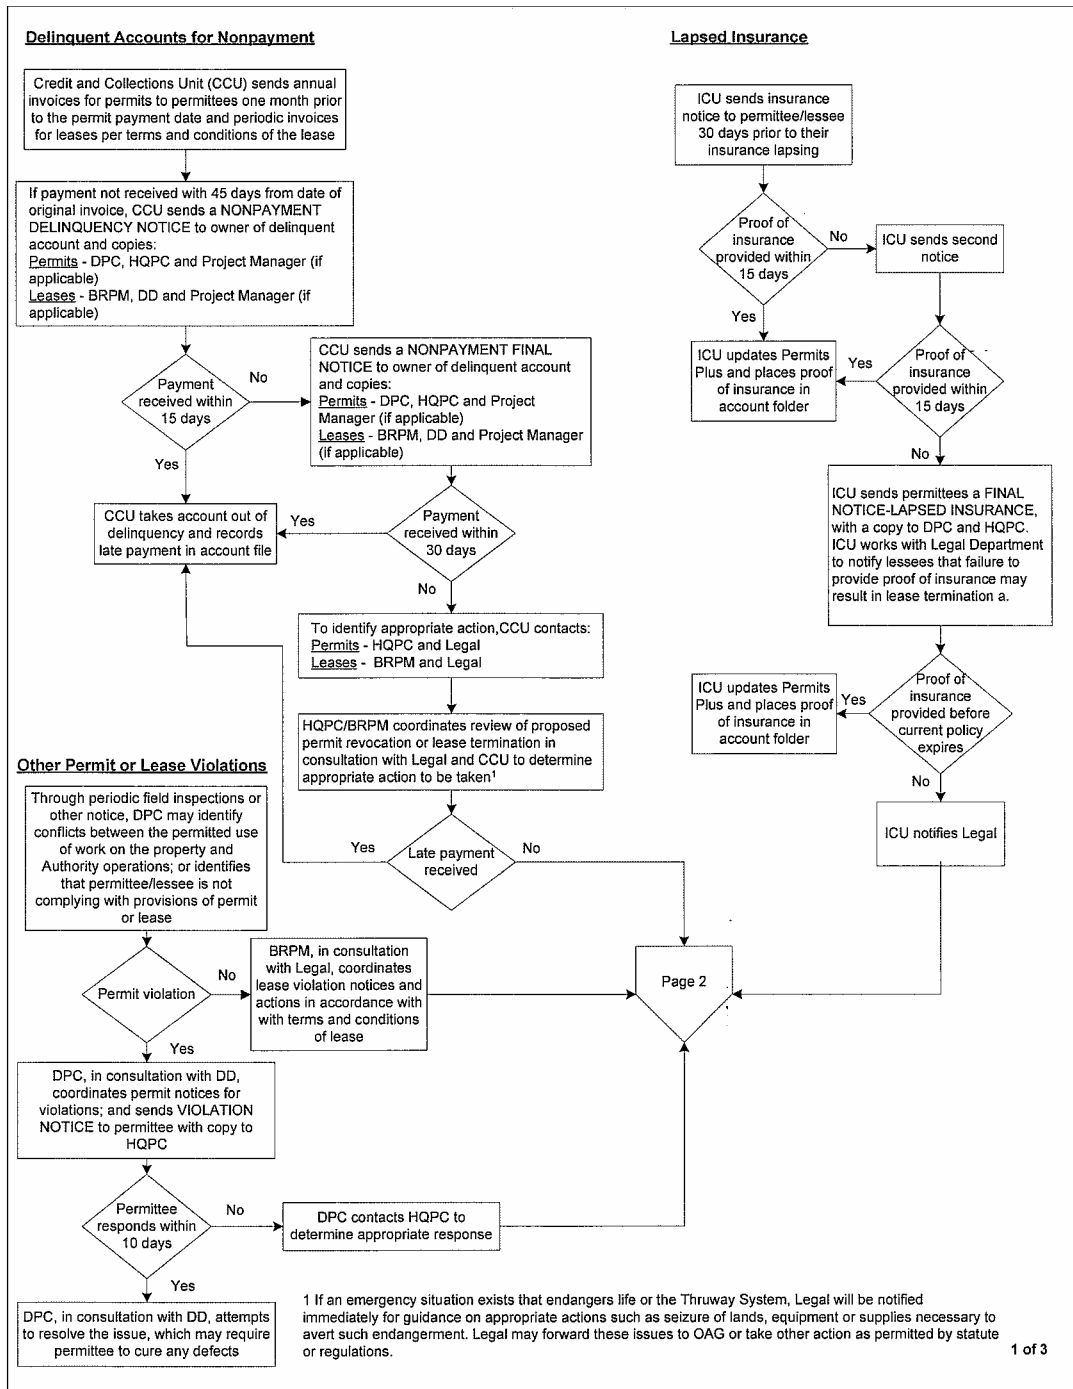 Delinquent Accounts for Nonpayment
Credit and Collections Unit (CCU) sends annual
invoices for permits to permittees one month prior
to the permit payment date and periodic invoices
for leases per terms and conditions of the lease
If payment not received with 45 days from date of
original invoice, CCU sends a NONPAYMENT
DELINQUENCY NOTICE to owner of delinquent
account and copies:
Permits - DPC, HQPC and Project Manager (if
applicable)
Leases - BRPM, DD and Project Manager (if
applicable)
Payment
received within
15 days
No
Yes
CCU sends a NONPAYMENT FINAL
NOTICE to owner of delinquent account
and copies:
Permits - DPC, HQPC and Project
Manager (if applicable)
Leases - BRPM, DD and Project Manager
(if applicable)
CCU takes account out of
delinquency and records
late payment in account file
Yes
Payment
received within
30 days
No
To identify appropriate action,CCU contacts:
Permits - HQPC and Legal
Leases - BRPM and Legal
HQPC/BRPM coordinates review of proposed
permit revocation or lease termination in
consultation with Legal and CCU to determine
appropriate action to be taken1
Yes
Late payment
received
No
Lapsed Insurance
ICU sends insurance
notice to permittee/lessee
30 days prior to their
insurance lapsing
Proof of
insurance
provided within
15 days
No
Yes
ICU sends second
notice
ICU updates Permits
Plus and places proof
of insurance in
account folder
Yes
Proof of
insurance
provided within
15 days
No
ICU sends permittees a FINAL
NOTICE-LAPSED INSURANCE,
with a copy to DPC and HQPC.
ICU works with Legal Department
to notify lessees that failure to
provide proof of insurance may
result in lease termination a.
ICU updates Permits
Plus and places proof
of insurance in
account folder
Yes
Proof of
insurance
provided before
current policy
expires
No
ICU notifies Legal
Other Permit or Lease Violations
Through periodic field inspections or
other notice, DPC may identify
conflicts between the permitted use
of work on the property and
Authority operations; or identifies
that permittee/lessee is not
complying with provisions of permit
or lease
Permit violation
No
Yes
BRPM, in consultation
with Legal, coordinates
lease violation notices and
actions in accordance with
with terms and conditions
of lease
Page 2
DPC, in consultation with DD,
coordinates permit notices for
violations; and sends VIOLATION
NOTICE to permittee with copy to
HQPC
Permittee
responds within
10 days
No
Yes
DPC contacts HQPC to
determine appropriate response
DPC, in consultation with DD, attempts
to resolve the issue, which may require
permittee to cure any defects
1 If an emergency situation exists that endangers life or the Thruway System, Legal will be notified
immediately for guidance on appropriate actions such as seizure of lands, equipment or supplies necessary to
avert such endangerment. Legal may forward these issues to OAG or take other action as permitted by statute
or regulations.
1 of 3